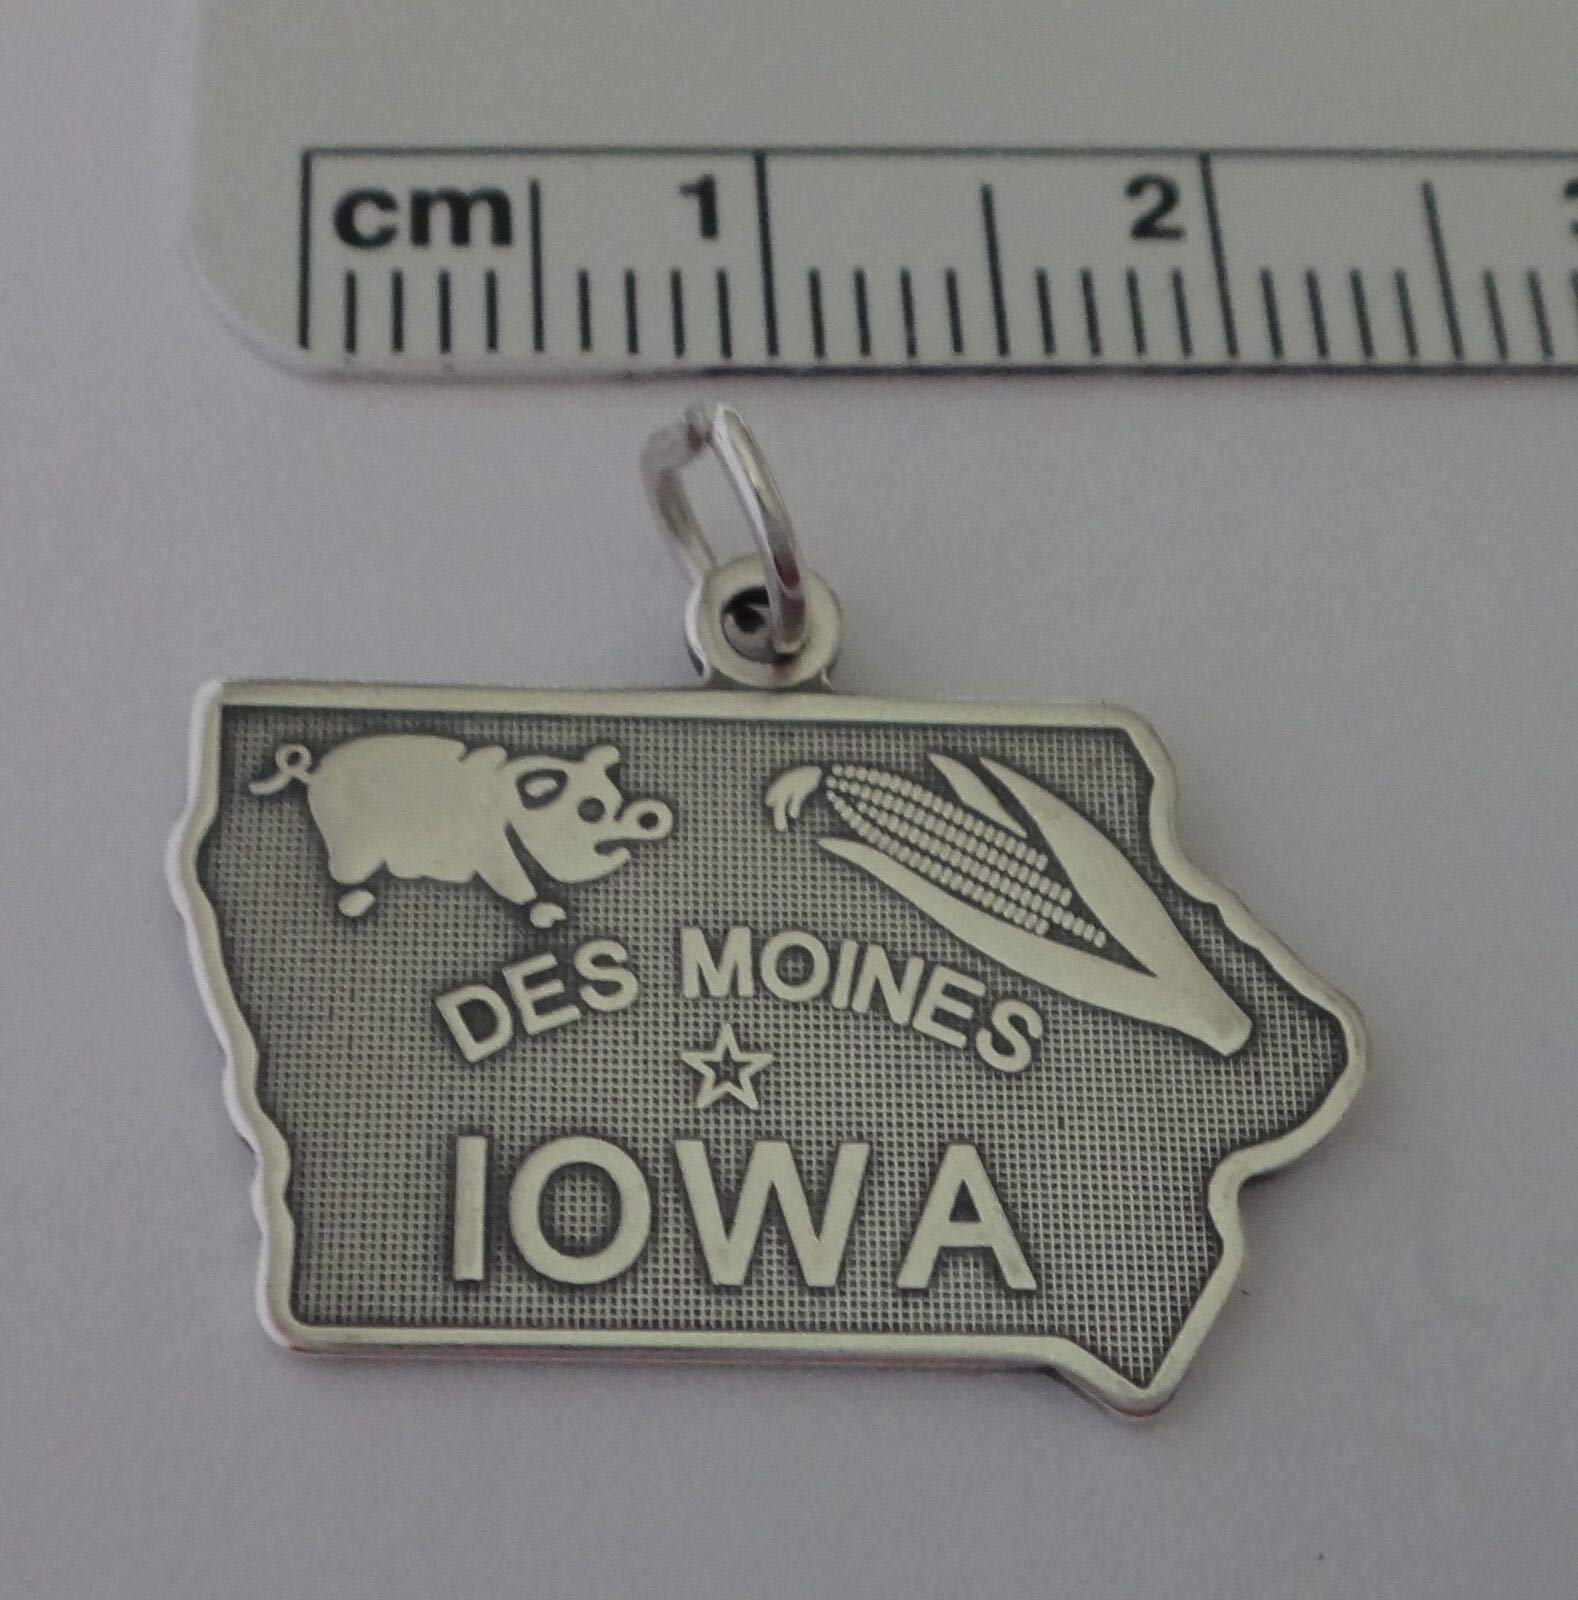 cm 1 2
DES MOINES
IOWA